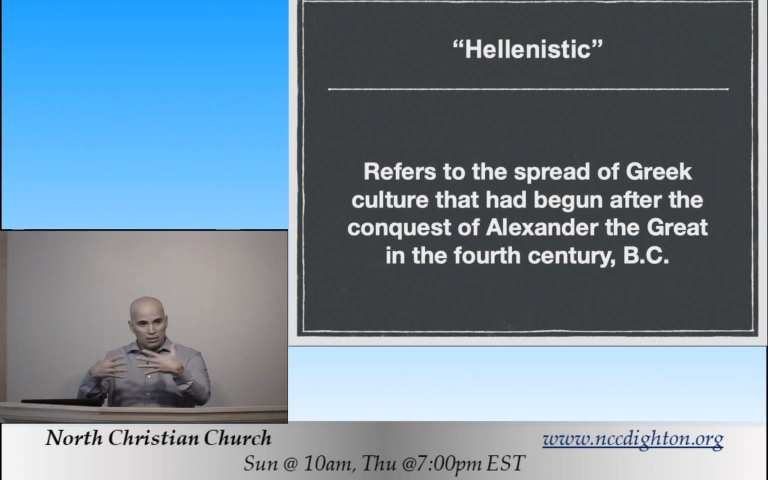 “Hellenistic”
Refers to the spread of Greek
culture that had begun after the
conquest of Alexander the Great
in the fourth century, B.C.
North Christian Church
www.nccdighton.org
Sun @ 10am, Thu @7:00pm EST